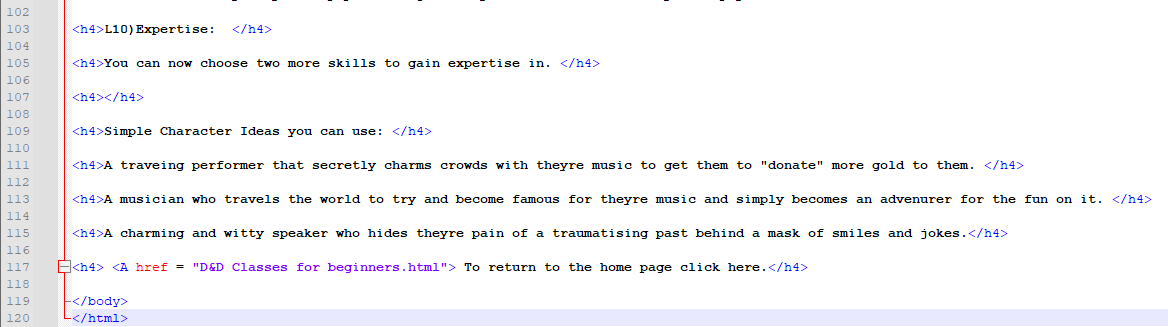 102
103 <h4>L10)Expertise:  </h4>
104
105 <h4>You can now choose two more skills to gain expertise in. </h4>
106
107 <h4></h4>
108
109 <h4>Simple Character Ideas you can use: </h4>
110
111 <h4>A traveing performer that secretly charms crowds with theyre music to get them to "donate" more gold to them. </h4>
112
113 <h4>A musician who travels the world to try and become famous for theyre music and simply becomes an advenurer for the fun on it. </h4>
114
115 <h4>A charming and witty speaker who hides theyre pain of a traumatising past behind a mask of smiles and jokes.</h4>
116
117 <h4> <A href = "D&D Classes for beginners.html"> To return to the home page click here.</h4>
118
119 </body>
120 </html>